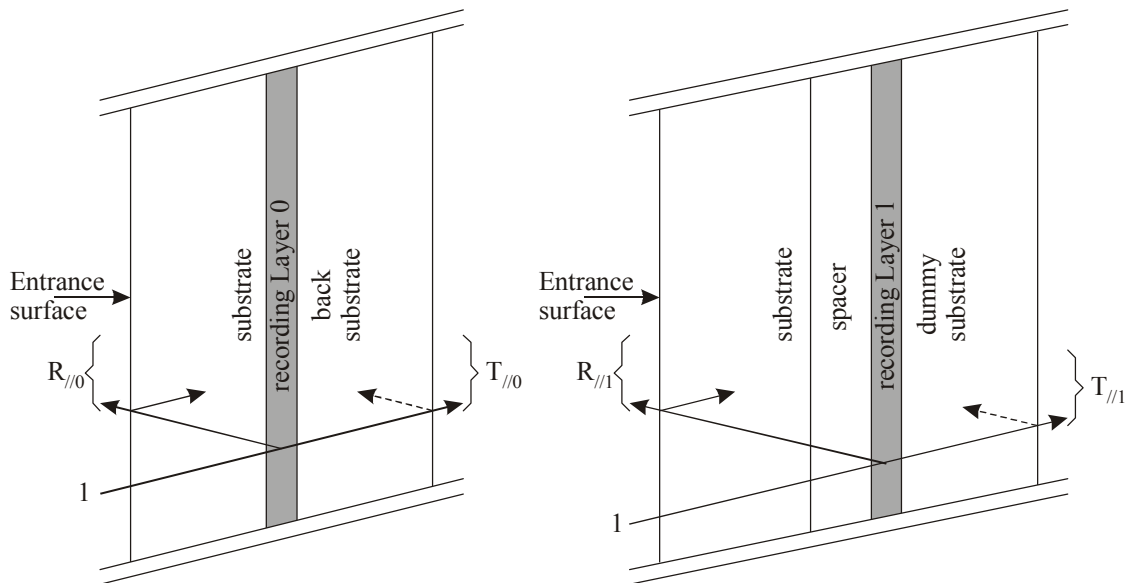 Entrance
surface
substrate
recording Layer 0
back
substrate
R//0
T//0
1
Entrance
surface
substrate
spacer
recording Layer 1
dummy
substrate
R//1
T//1
1